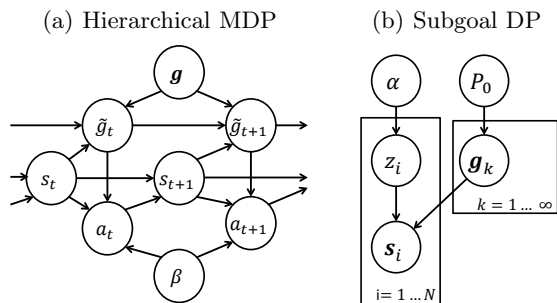 (a) Hierarchical MDP
(b) Subgoal DP
g
α
P₀
g̃ₜ
g̃ₜ₊₁
sₜ
sₜ₊₁
zᵢ
gₖ
k = 1 … ∞
aₜ
aₜ₊₁
sᵢ
β
i= 1 … N